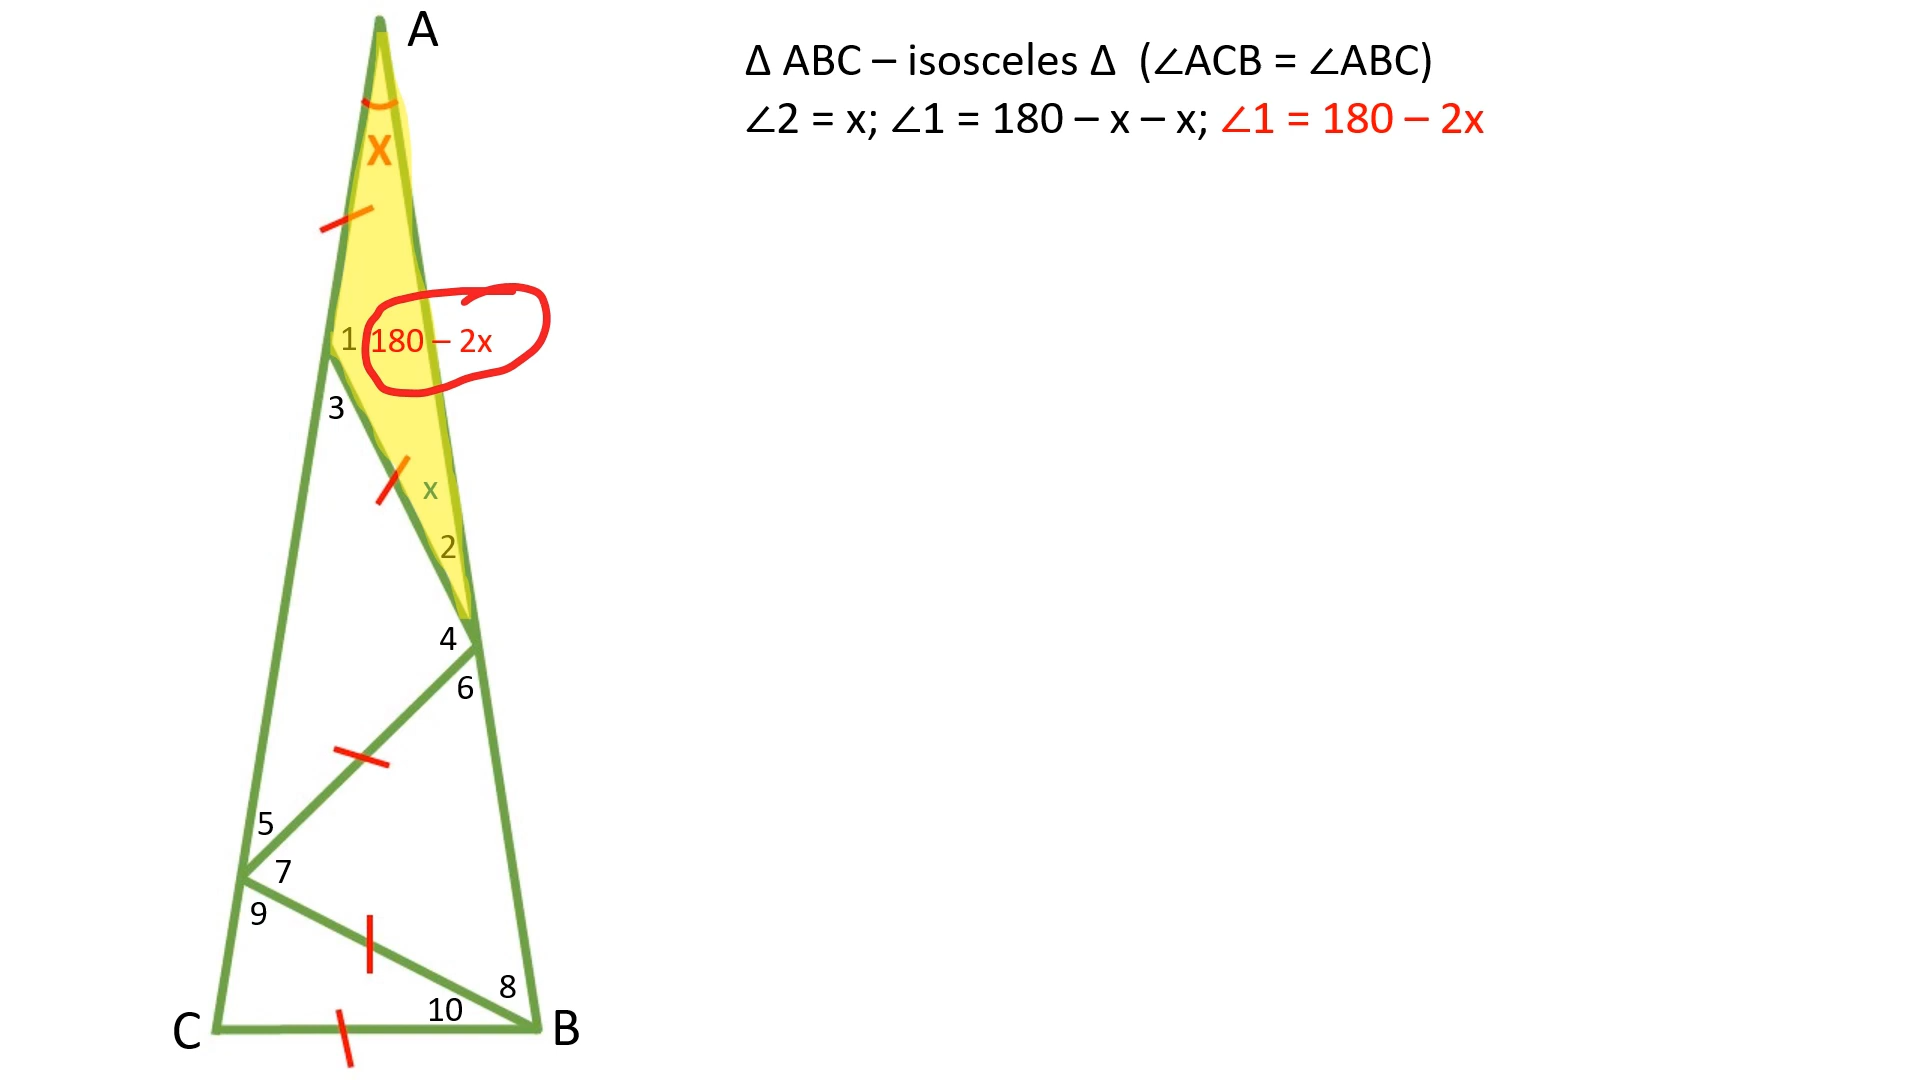 A
∆ ABC – isosceles ∆ (∠ACB = ∠ABC)
∠2 = x; ∠1 = 180 – x – x; ∠1 = 180 – 2x
X
1 180 – 2x
3
x
2
4
6
5
7
9
8
10
C
B